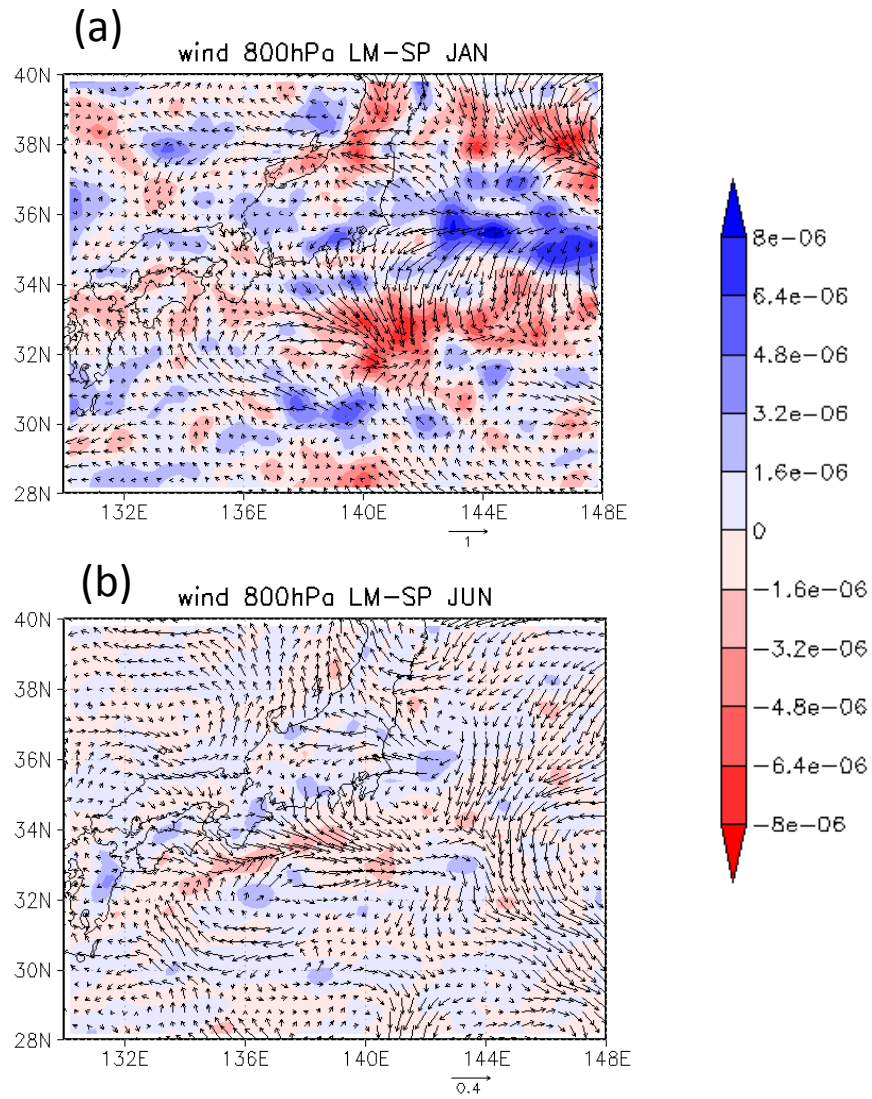 (a)
wind 800hPa LM-SP JAN
40N
38N
36N
34N
32N
30N
28N
132E 136E 140E 144E 148E
1
8e-06
6.4e-06
4.8e-06
3.2e-06
1.6e-06
0
-1.6e-06
-3.2e-06
-4.8e-06
-6.4e-06
-8e-06
(b)
wind 800hPa LM-SP JUN
40N
38N
36N
34N
32N
30N
28N
132E 136E 140E 144E 148E
0.4